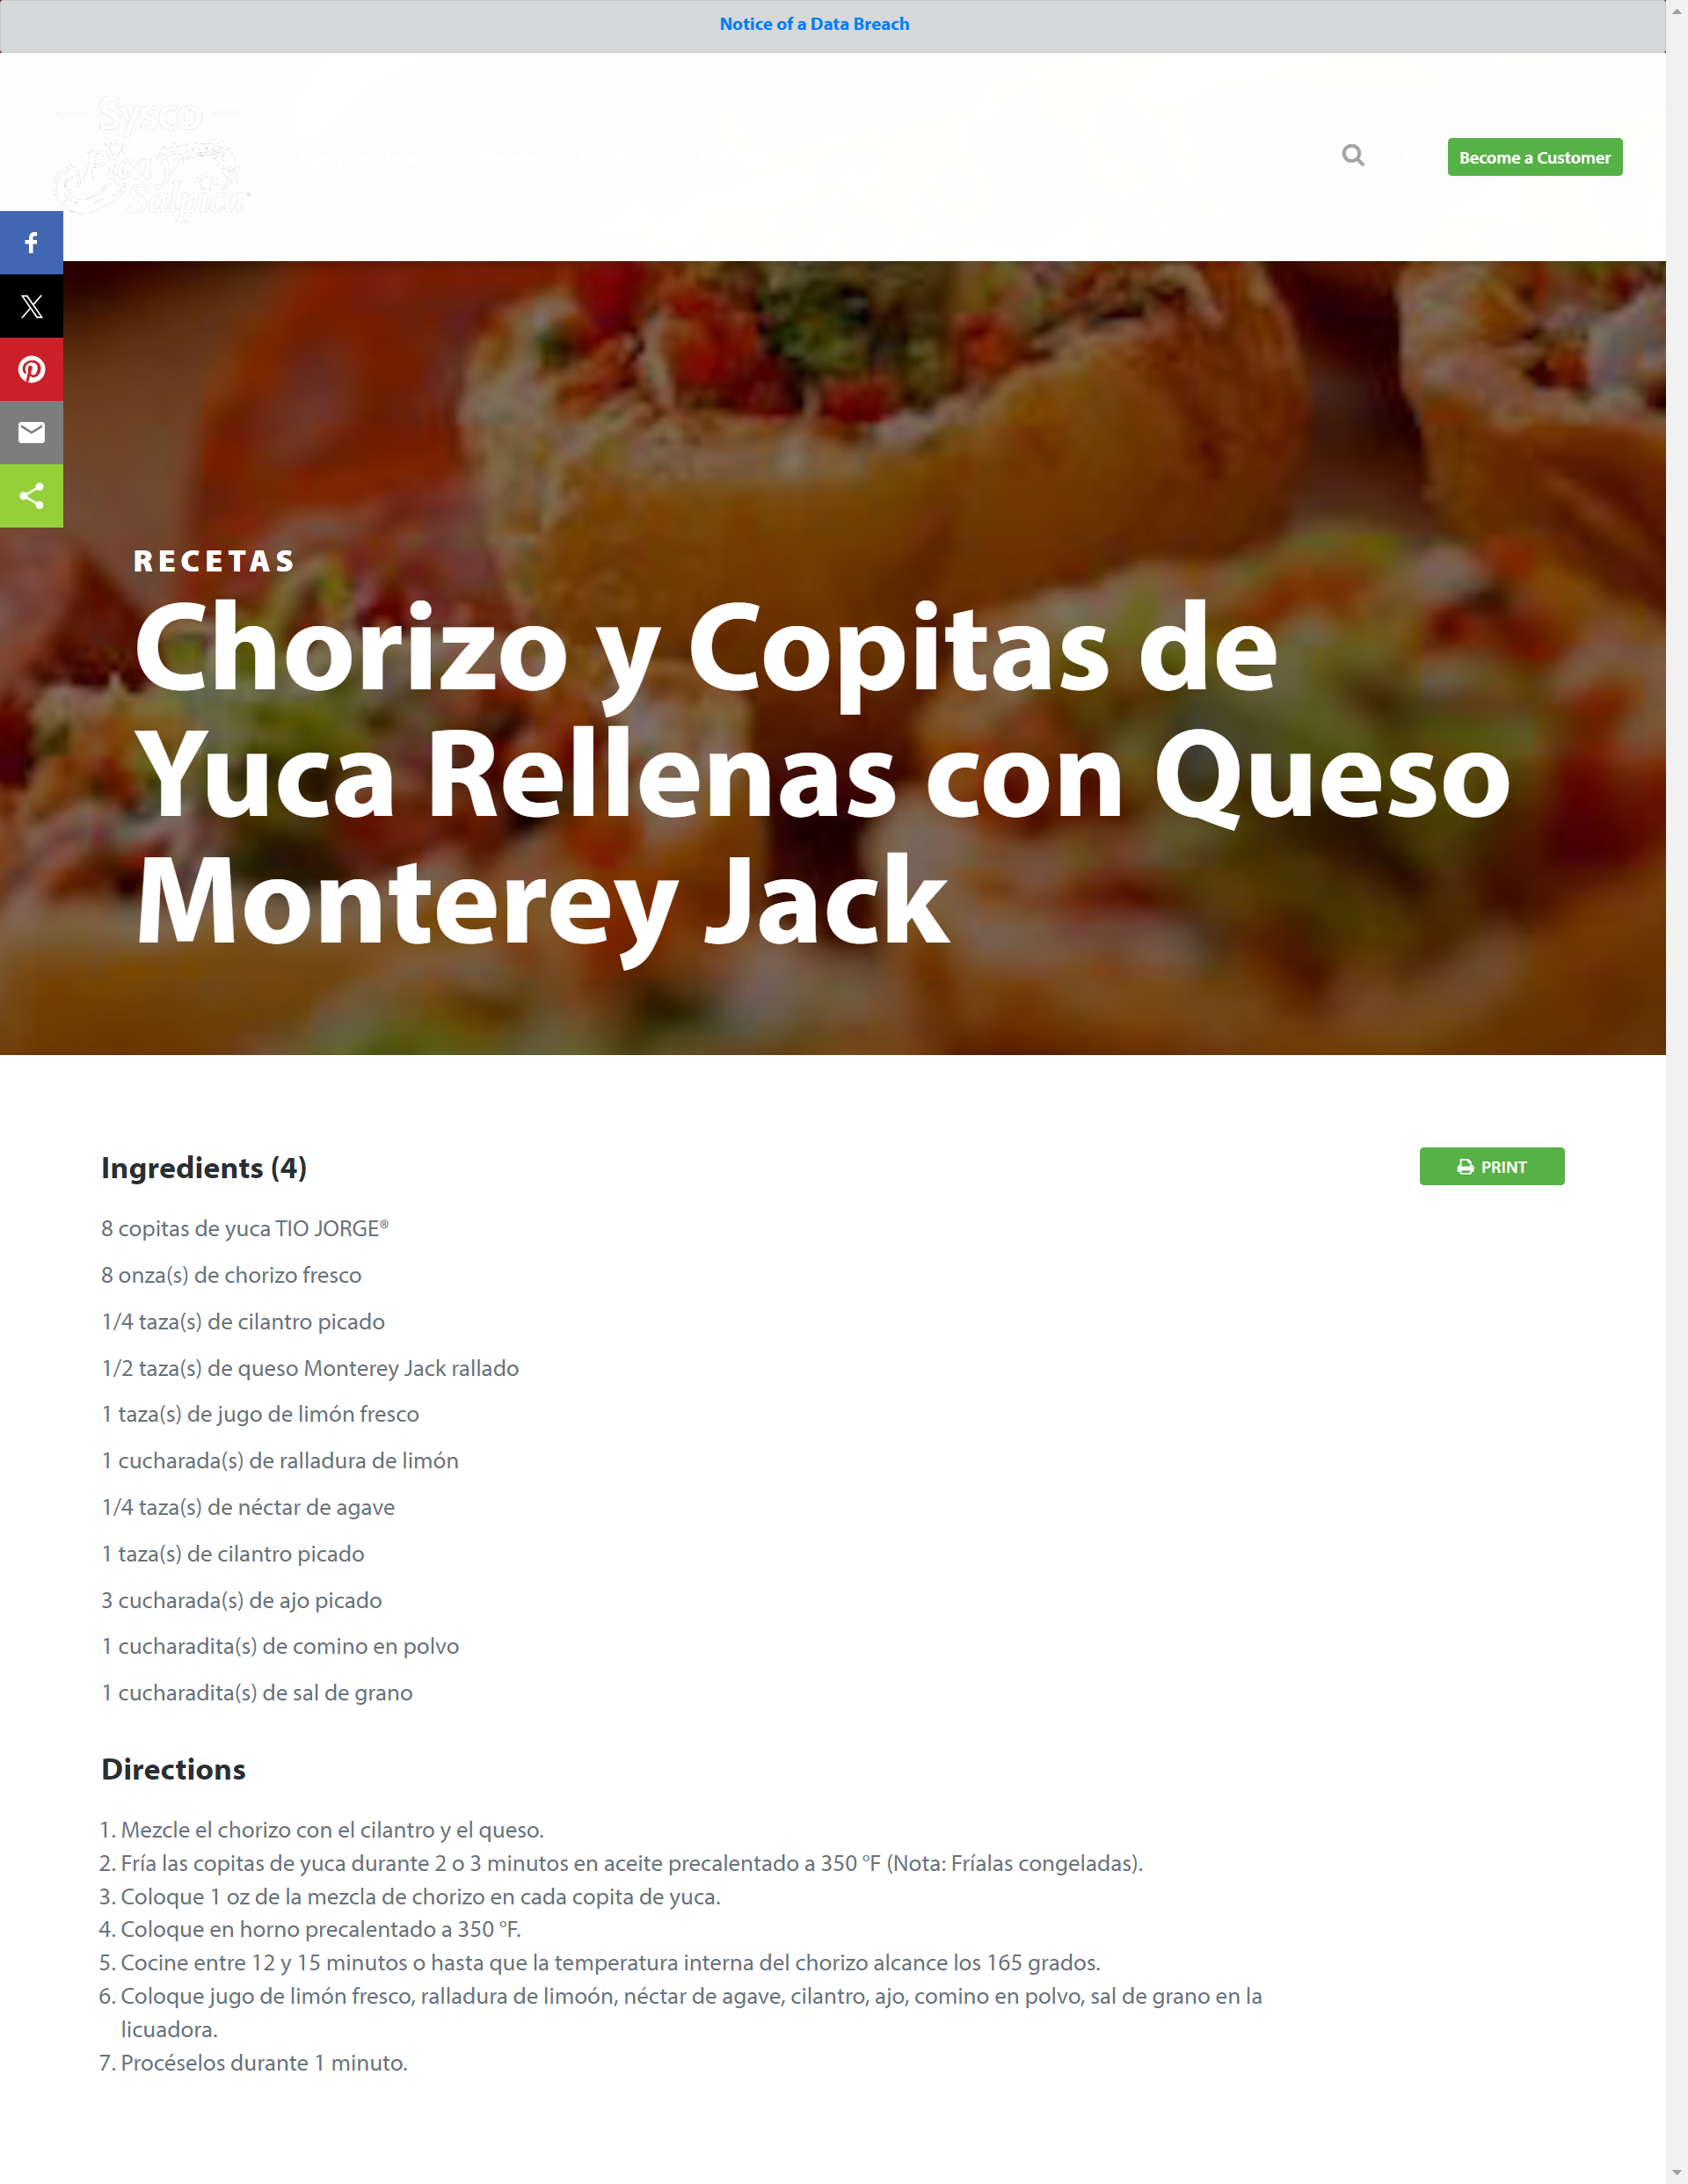 Notice of a Data Breach
Sysco
Pica y
Salpica
Become a Customer
RECETAS
Chorizo y Copitas de
Yuca Rellenas con Queso
Monterey Jack
Ingredients (4)
PRINT
8 copitas de yuca TIO JORGE®
8 onza(s) de chorizo fresco
1/4 taza(s) de cilantro picado
1/2 taza(s) de queso Monterey Jack rallado
1 taza(s) de jugo de limón fresco
1 cucharada(s) de ralladura de limón
1/4 taza(s) de néctar de agave
1 taza(s) de cilantro picado
3 cucharada(s) de ajo picado
1 cucharadita(s) de comino en polvo
1 cucharadita(s) de sal de grano
Directions
1. Mezcle el chorizo con el cilantro y el queso.
2. Fría las copitas de yuca durante 2 o 3 minutos en aceite precalentado a 350 °F (Nota: Fríalas congeladas).
3. Coloque 1 oz de la mezcla de chorizo en cada copita de yuca.
4. Coloque en horno precalentado a 350 °F.
5. Cocine entre 12 y 15 minutos o hasta que la temperatura interna del chorizo alcance los 165 grados.
6. Coloque jugo de limón fresco, ralladura de limoón, néctar de agave, cilantro, ajo, comino en polvo, sal de grano en la
licuadora.
7. Procéselos durante 1 minuto.